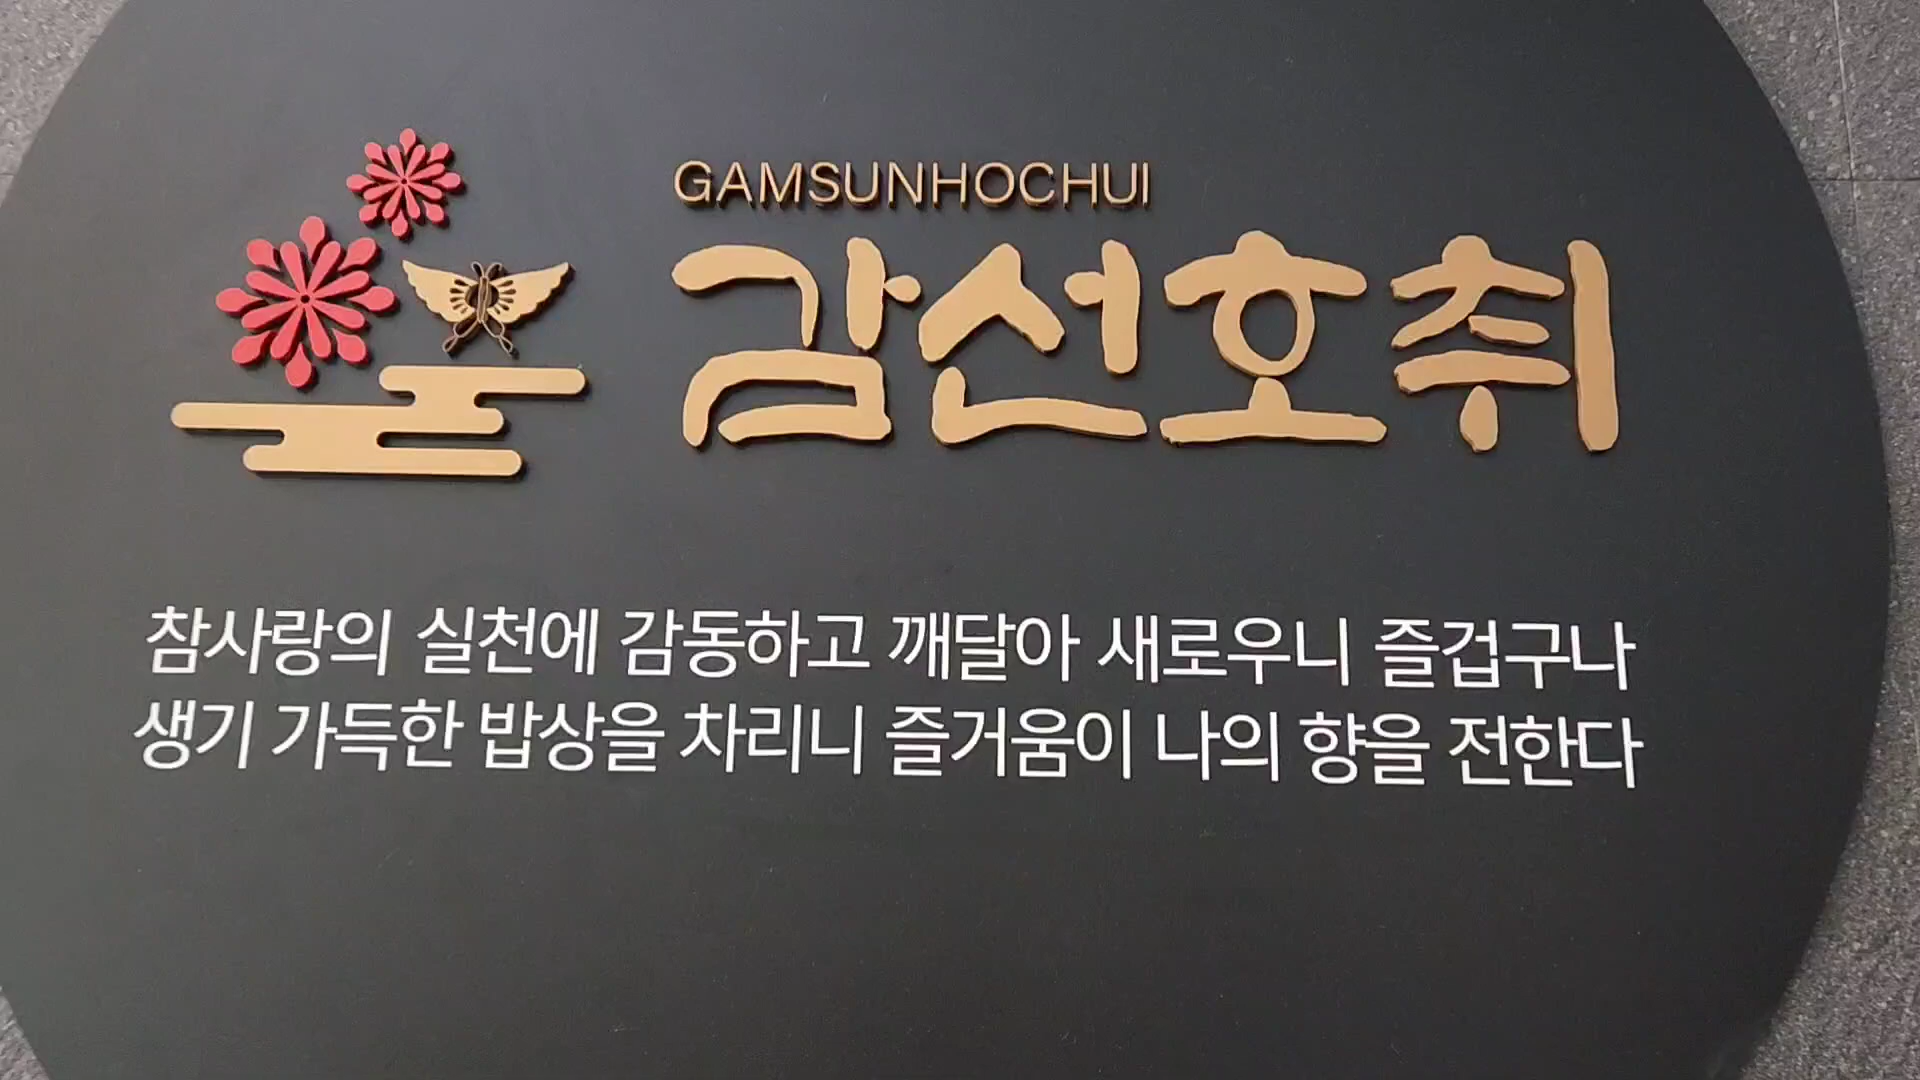 GAMSUNHOCHUI
감선호취
참사랑의 실천에 감동하고 깨달아 새로우니 즐겁구나
생기 가득한 밥상을 차리니 즐거움이 나의 향을 전한다